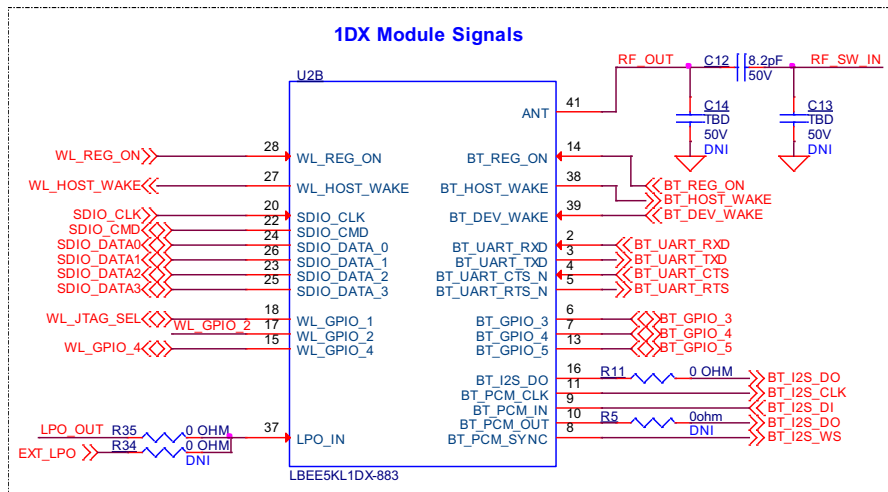 1DX Module Signals
U2B
RF_OUT C12 8.2pF RF_SW_IN
50V
ANT 41
C14 C13
TBD TBD
50V 50V
DNI DNI
WL_REG_ON 28 WL_REG_ON
BT_REG_ON 14
WL_HOST_WAKE 27 WL_HOST_WAKE
BT_HOST_WAKE 38 BT_REG_ON
BT_HOST_WAKE
SDIO_CLK 20 SDIO_CLK
BT_DEV_WAKE 39 BT_DEV_WAKE
SDIO_CMD 22 SDIO_CMD
SDIO_DATA0 24 SDIO_DATA_0
BT_UART_RXD 2 BT_UART_RXD
SDIO_DATA1 26 SDIO_DATA_1
BT_UART_TXD 3 BT_UART_TXD
SDIO_DATA2 23 SDIO_DATA_2
BT_UART_CTS_N 4 BT_UART_CTS
SDIO_DATA3 25 SDIO_DATA_3
BT_UART_RTS_N 5 BT_UART_RTS
WL_JTAG_SEL 18 WL_GPIO_1
BT_GPIO_3 6 BT_GPIO_3
WL_GPIO_2 17 WL_GPIO_2
BT_GPIO_4 7 BT_GPIO_4
WL_GPIO_4 15 WL_GPIO_4
BT_GPIO_5 13 BT_GPIO_5
BT_I2S_DO 16 R11 0 OHM BT_I2S_DO
BT_PCM_CLK 11 BT_I2S_CLK
BT_PCM_IN 9 BT_I2S_DI
BT_PCM_OUT 10 R5 0ohm BT_I2S_DO
DNI
BT_PCM_SYNC 8 BT_I2S_WS
LPO_OUT R35 0 OHM 37 LPO_IN
EXT_LPO R34 0 OHM
DNI
LBEE5KL1DX-883